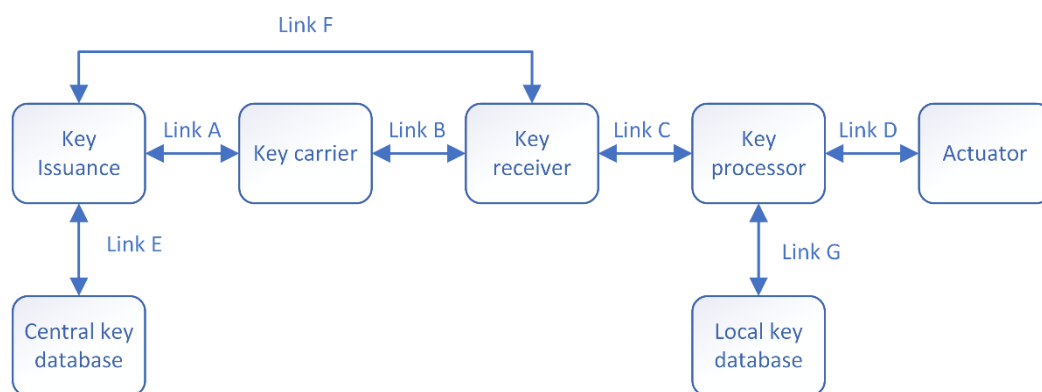 Link F
Key
Issuance
Link A
Key carrier
Link B
Key
receiver
Link C
Key
processor
Link D
Actuator
Link E
Link G
Central key
database
Local key
database